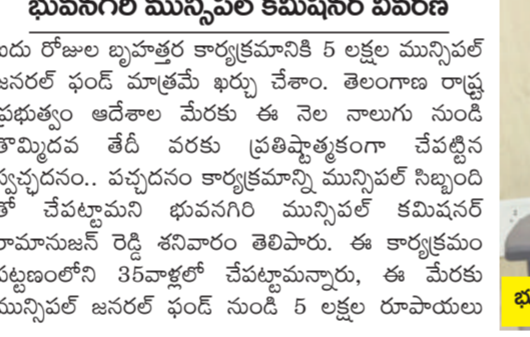 భువనగిరి మున్సిపల్ కమిషనర్ వివరణ
ఐదు రోజుల బృహత్తర కార్యక్రమానికి 5 లక్షల మున్సిపల్
జనరల్ ఫండ్ మాత్రమే ఖర్చు చేశాం. తెలంగాణ రాష్ట్ర
ప్రభుత్వం ఆదేశాల మేరకు ఈ నెల నాలుగు నుండి
తొమ్మిదవ తేదీ వరకు ప్రతిష్టాత్మకంగా చేపట్టిన
స్వచ్ఛదనం.. పచ్చదనం కార్యక్రమాన్ని మున్సిపల్ సిబ్బంది
తో చేపట్టామని భువనగిరి మున్సిపల్ కమిషనర్
రామానుజన్ రెడ్డి శనివారం తెలిపారు. ఈ కార్యక్రమం
పట్టణంలోని 35వార్డల్లో చేపట్టామన్నారు, ఈ మేరకు
మున్సిపల్ జనరల్ ఫండ్ నుండి 5 లక్షల రూపాయలు